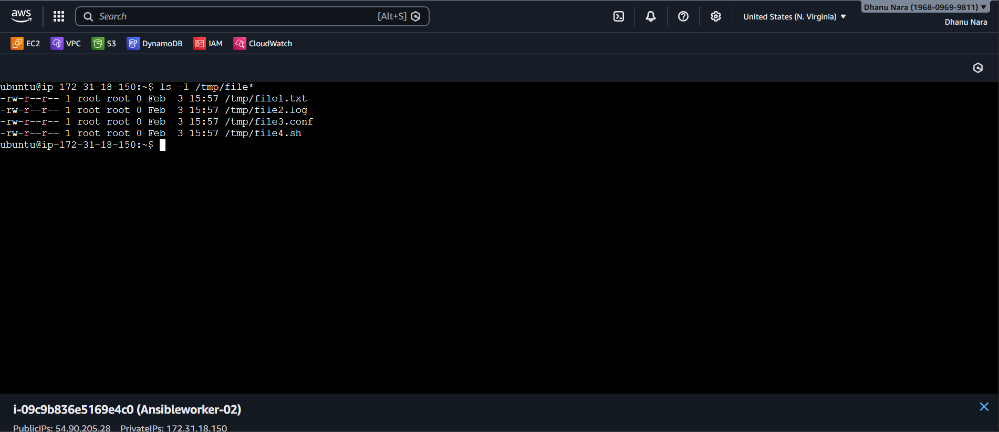 aws
Search [Alt+S]
United States (N. Virginia) ▼
Dhanu Nara (1968-0969-9811) ▼
Dhanu Nara
EC2 VPC S3 DynamoDB IAM CloudWatch
ubuntu@ip-172-31-18-150:~$ ls -l /tmp/file*
-rw-r--r-- 1 root root 0 Feb  3 15:57 /tmp/file1.txt
-rw-r--r-- 1 root root 0 Feb  3 15:57 /tmp/file2.log
-rw-r--r-- 1 root root 0 Feb  3 15:57 /tmp/file3.conf
-rw-r--r-- 1 root root 0 Feb  3 15:57 /tmp/file4.sh
ubuntu@ip-172-31-18-150:~$
i-09c9b836e5169e4c0 (Ansibleworker-02)
PublicIPs: 54.90.205.28 PrivateIPs: 172.31.18.150